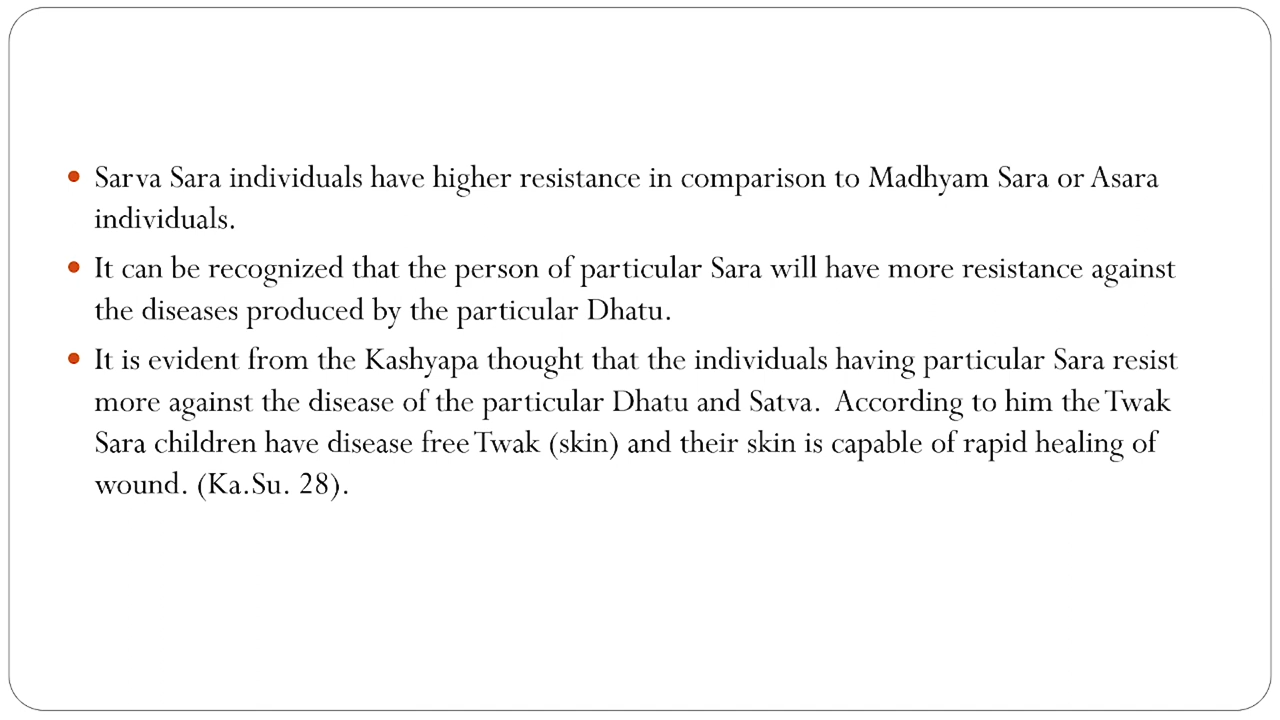 • Sarva Sara individuals have higher resistance in comparison to Madhyam Sara or Asara
individuals.
• It can be recognized that the person of particular Sara will have more resistance against
the diseases produced by the particular Dhatu.
• It is evident from the Kashyapa thought that the individuals having particular Sara resist
more against the disease of the particular Dhatu and Satva. According to him the Twak
Sara children have disease free Twak (skin) and their skin is capable of rapid healing of
wound. (Ka.Su. 28).